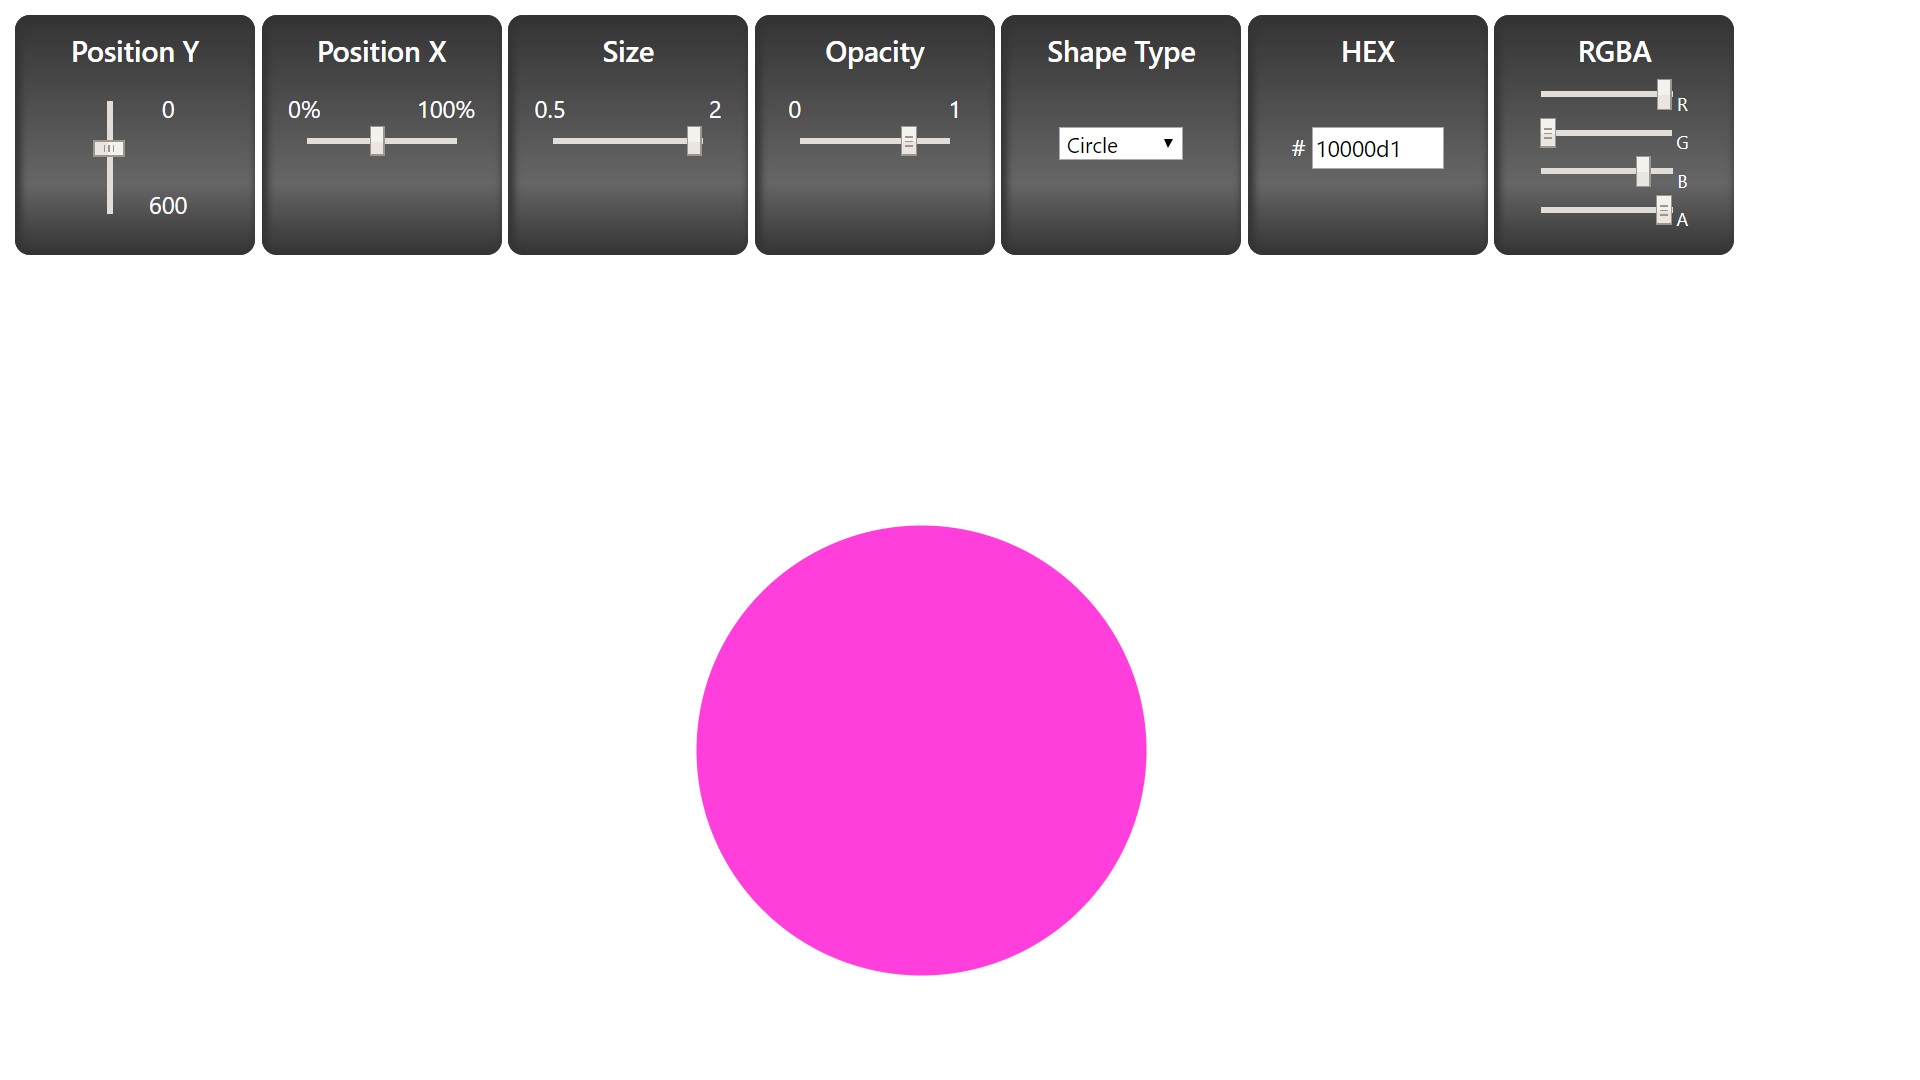 Position Y
0
600
Position X
0% 100%
Size
0.5 2
Opacity
0 1
Shape Type
Circle
HEX
# 10000d1
RGBA
R
G
B
A